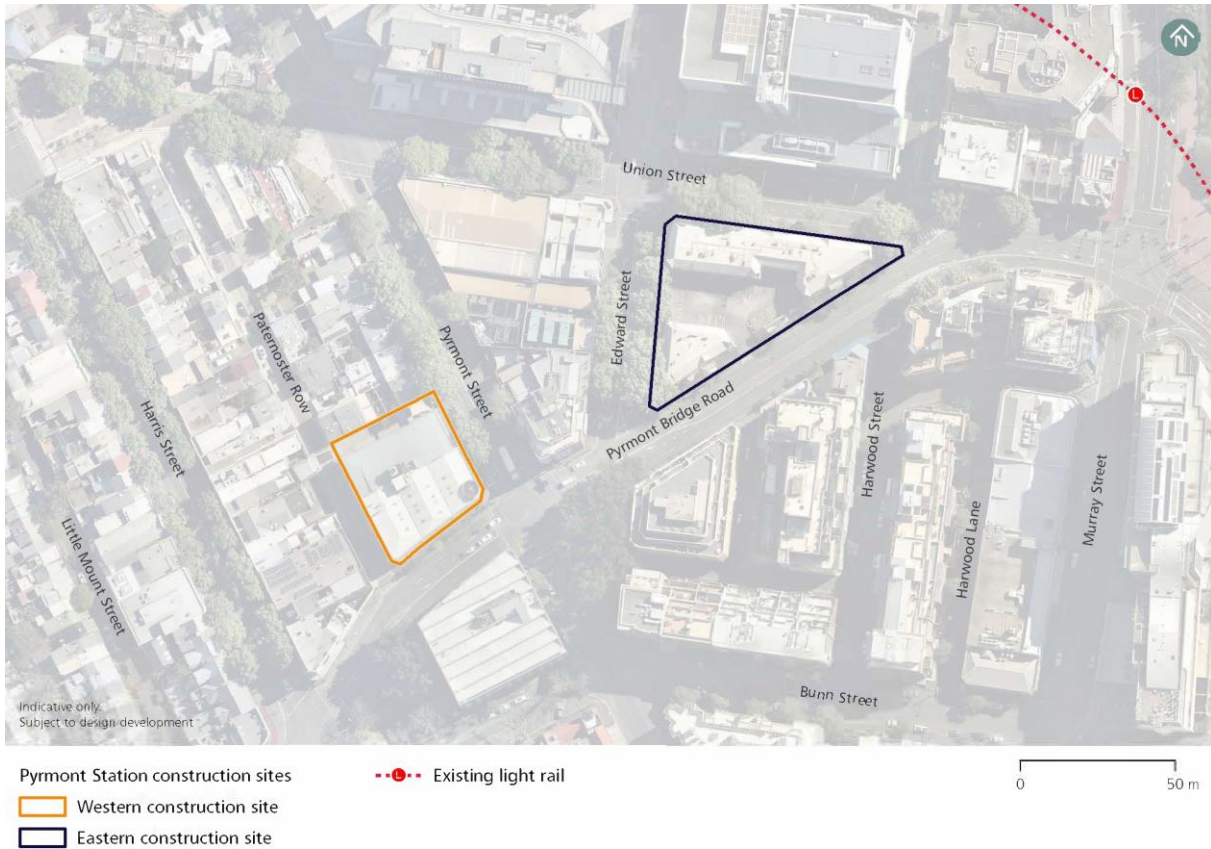 N
L
Union Street
Edward Street
Pyrmont Street
Paternoster Row
Harris Street
Little Mount Street
Pyrmont Bridge Road
Harwood Street
Harwood Lane
Murray Street
Bunn Street
Indicative only.
Subject to design development
Pyrmont Station construction sites
Western construction site
Eastern construction site
L Existing light rail
0 50 m